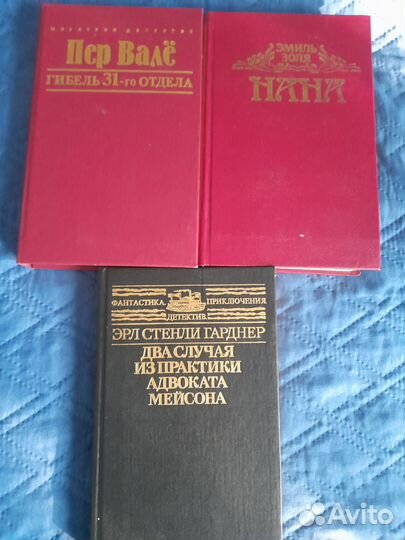 Пер Валё
ГИБЕЛЬ 31-го ОТДЕЛА
ЭМИЛЬ
ЗОЛЯ
НАНА
ФАНТАСТИКА. ПРИКЛЮЧЕНИЯ
ДЕТЕКТИВ.
ЭРЛ СТЕНЛИ ГАРДНЕР
ДВА СЛУЧАЯ
ИЗ ПРАКТИКИ
АДВОКАТА
МЕЙСОНА
Avito